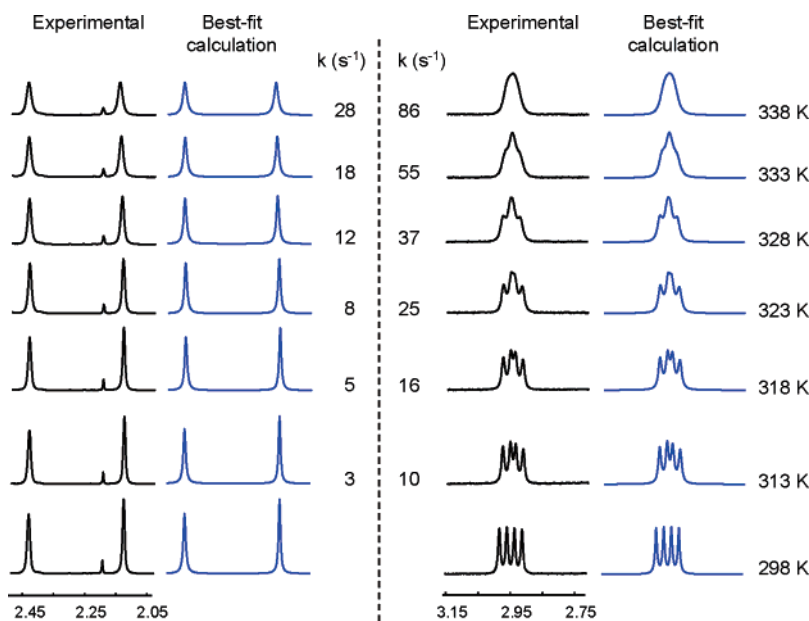 Experimental Best-fit calculation k (s⁻¹) k (s⁻¹) Experimental Best-fit calculation
28 86 338 K
18 55 333 K
12 37 328 K
8 25 323 K
5 16 318 K
3 10 313 K
298 K
2.45 2.25 2.05 3.15 2.95 2.75